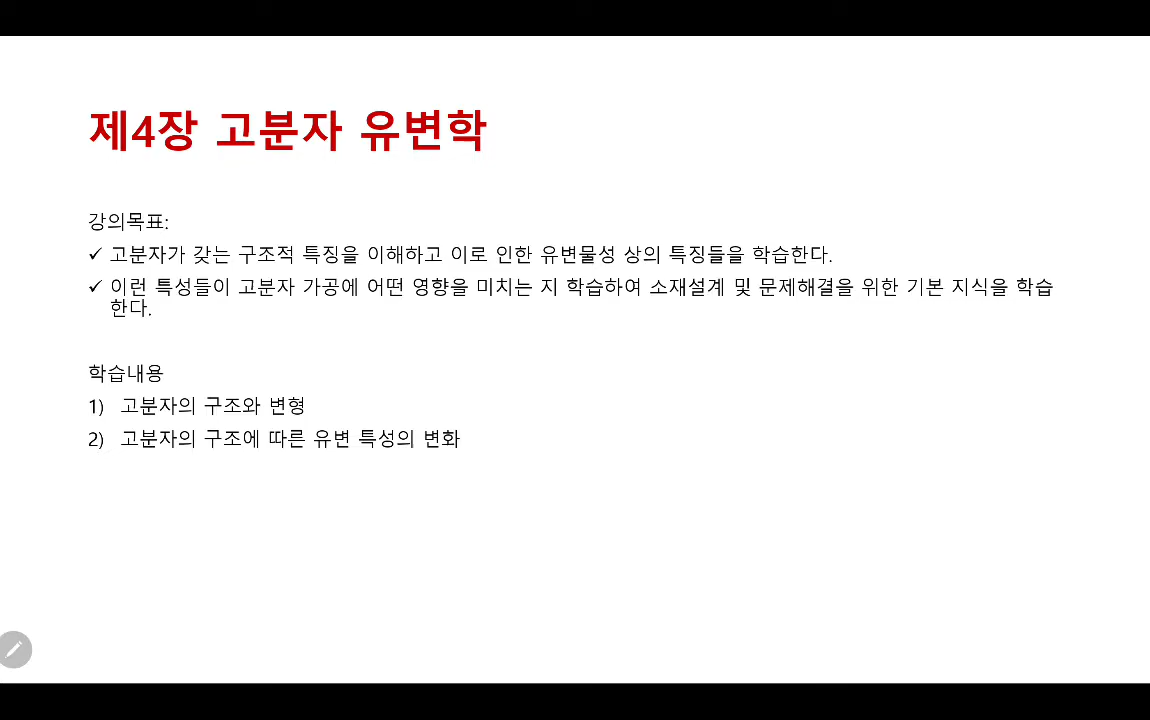 제4장 고분자 유변학
강의목표:
✓ 고분자가 갖는 구조적 특징을 이해하고 이로 인한 유변물성 상의 특징들을 학습한다.
✓ 이런 특성들이 고분자 가공에 어떤 영향을 미치는 지 학습하여 소재설계 및 문제해결을 위한 기본 지식을 학습
한다.
학습내용
1) 고분자의 구조와 변형
2) 고분자의 구조에 따른 유변 특성의 변화